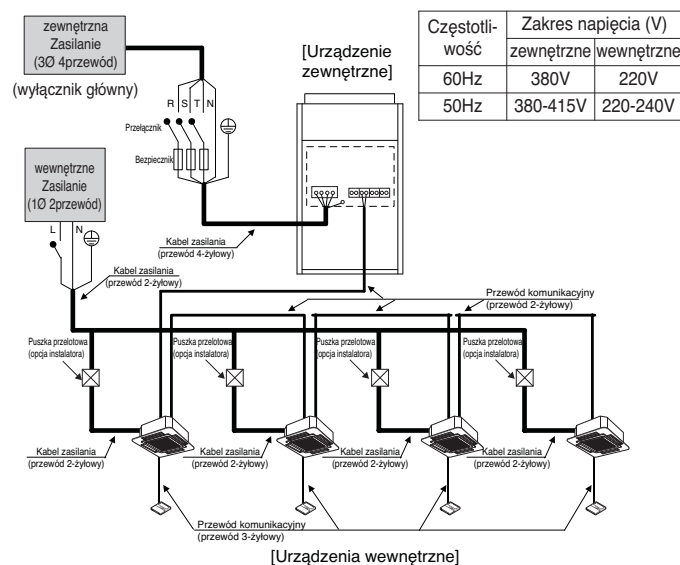 zewnętrzna
Zasilanie
(3Ø 4przewód)
(wyłącznik główny)
[Urządzenie
zewnętrzne]
Częstotli-
wość
Zakres napięcia (V)
zewnętrzne wewnętrzne
60Hz 380V 220V
50Hz 380-415V 220-240V
R S T N
Przełącznik
Bezpiecznik
wewnętrzne
Zasilanie
(1Ø 2przewód)
L N
Kabel zasilania
(przewód 4-żyłowy)
Kabel zasilania
(przewód 2-żyłowy)
Przewód komunikacyjny
(przewód 2-żyłowy)
Puszka przelotowa
(opcja instalatora)
Puszka przelotowa
(opcja instalatora)
Puszka przelotowa
(opcja instalatora)
Puszka przelotowa
(opcja instalatora)
Kabel zasilania
(przewód 2-żyłowy)
Kabel zasilania
(przewód 2-żyłowy)
Kabel zasilania
(przewód 2-żyłowy)
Kabel zasilania
(przewód 2-żyłowy)
Przewód komunikacyjny
(przewód 3-żyłowy)
[Urządzenia wewnętrzne]